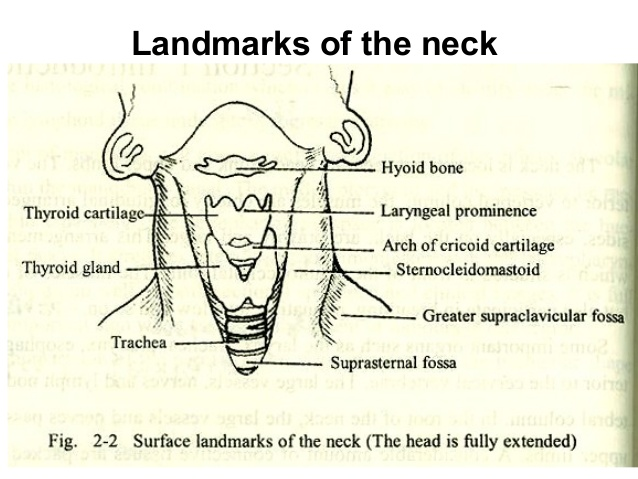 Landmarks of the neck
Hyoid bone
Thyroid cartilage
Laryngeal prominence
Arch of cricoid cartilage
Thyroid gland
Sternocleidomastoid
Greater supraclavicular fossa
Trachea
Suprasternal fossa
Fig. 2-2 Surface landmarks of the neck (The head is fully extended)